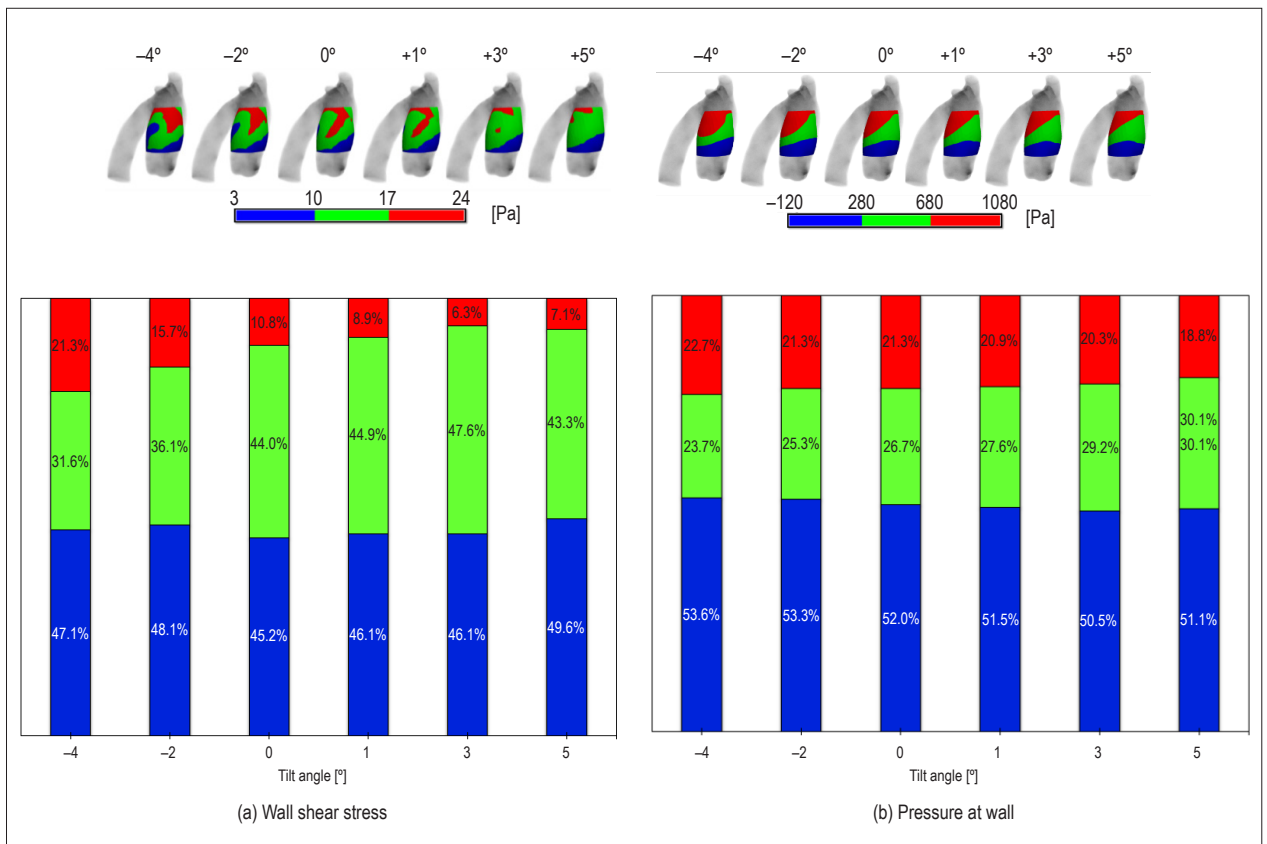 –4º –2º 0º +1º +3º +5º
3 10 17 24 [Pa]
21.3% 15.7% 10.8% 8.9% 6.3% 7.1%
31.6% 36.1% 44.0% 44.9% 47.6% 43.3%
47.1% 48.1% 45.2% 46.1% 46.1% 49.6%
–4 –2 0 1 3 5
Tilt angle [º]
(a) Wall shear stress
–4º –2º 0º +1º +3º +5º
–120 280 680 1080 [Pa]
22.7% 21.3% 21.3% 20.9% 20.3% 18.8%
30.1%
23.7% 25.3% 26.7% 27.6% 29.2% 30.1%
53.6% 53.3% 52.0% 51.5% 50.5% 51.1%
–4 –2 0 1 3 5
Tilt angle [º]
(b) Pressure at wall